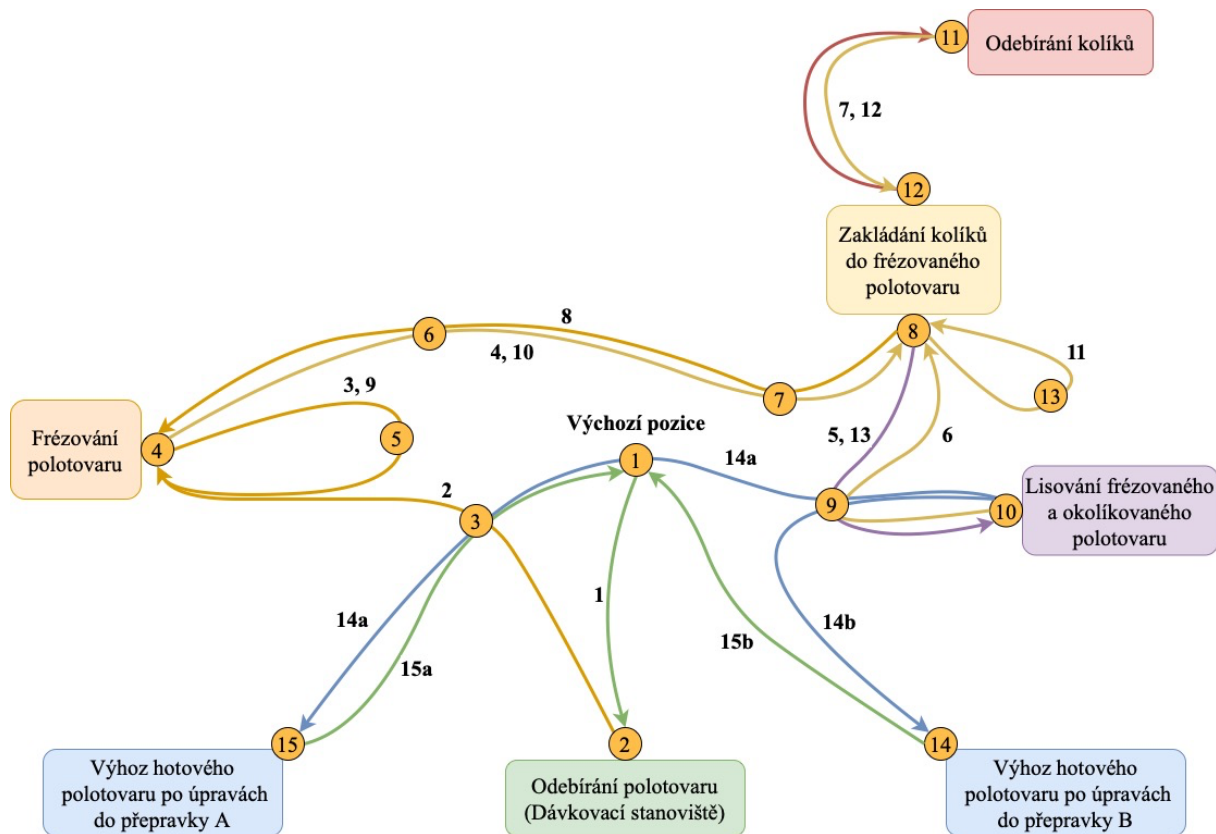 11
Odebírání kolíků
7, 12
12
Zakládání kolíků
do frézovaného
polotovaru
8
6
4, 10
8
11
13
7
3, 9
Frézování
polotovaru
4
5
Výchozí pozice
1
14a
5, 13
6
2
3
9
10
Lisování frézovaného
a okolíkovaného
polotovaru
1
14a
15a
15b
14b
15
2
14
Výhoz hotového
polotovaru po úpravách
do přepravky A
Odebírání polotovaru
(Dávkovací stanoviště)
Výhoz hotového
polotovaru po úpravách
do přepravky B